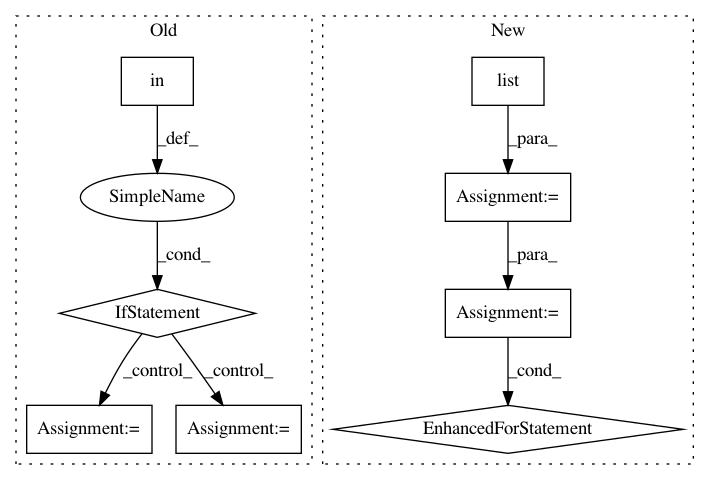 Old
New
in
list
_def_
_para_
SimpleName
Assignment:=
_cond_
_para_
IfStatement
Assignment:=
_control_
_control_
_cond_
Assignment:=
Assignment:=
EnhancedForStatement